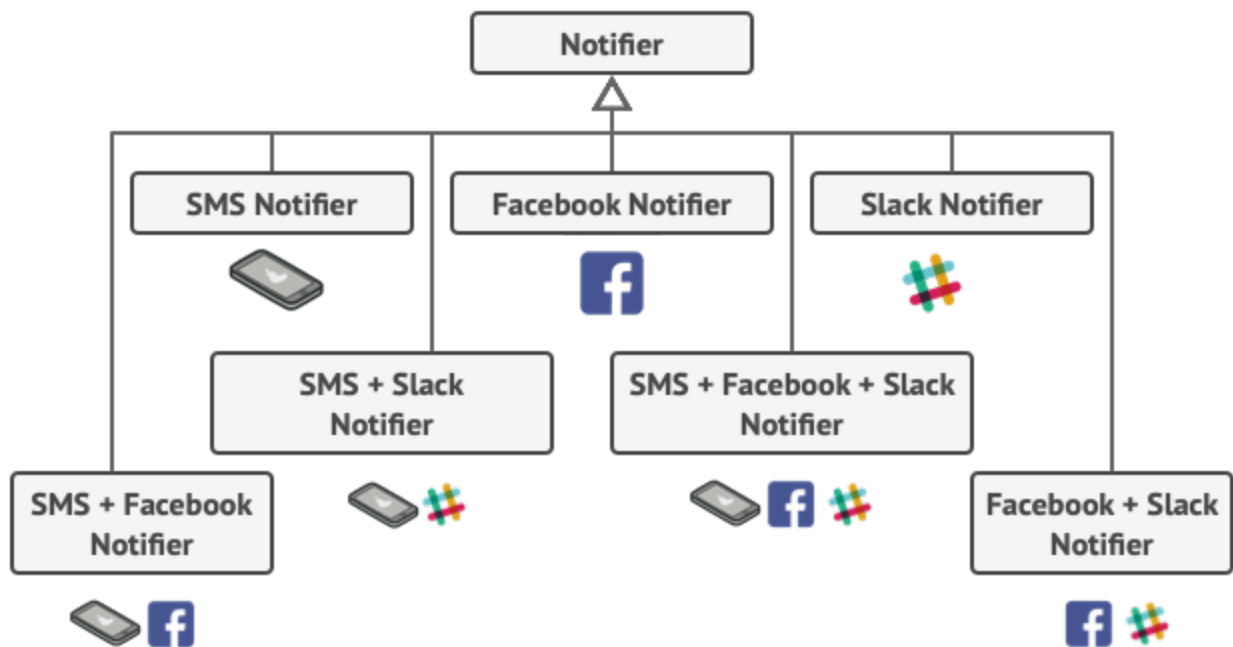 Notifier
SMS Notifier
Facebook Notifier
Slack Notifier
SMS + Slack
Notifier
SMS + Facebook + Slack
Notifier
SMS + Facebook
Notifier
Facebook + Slack
Notifier